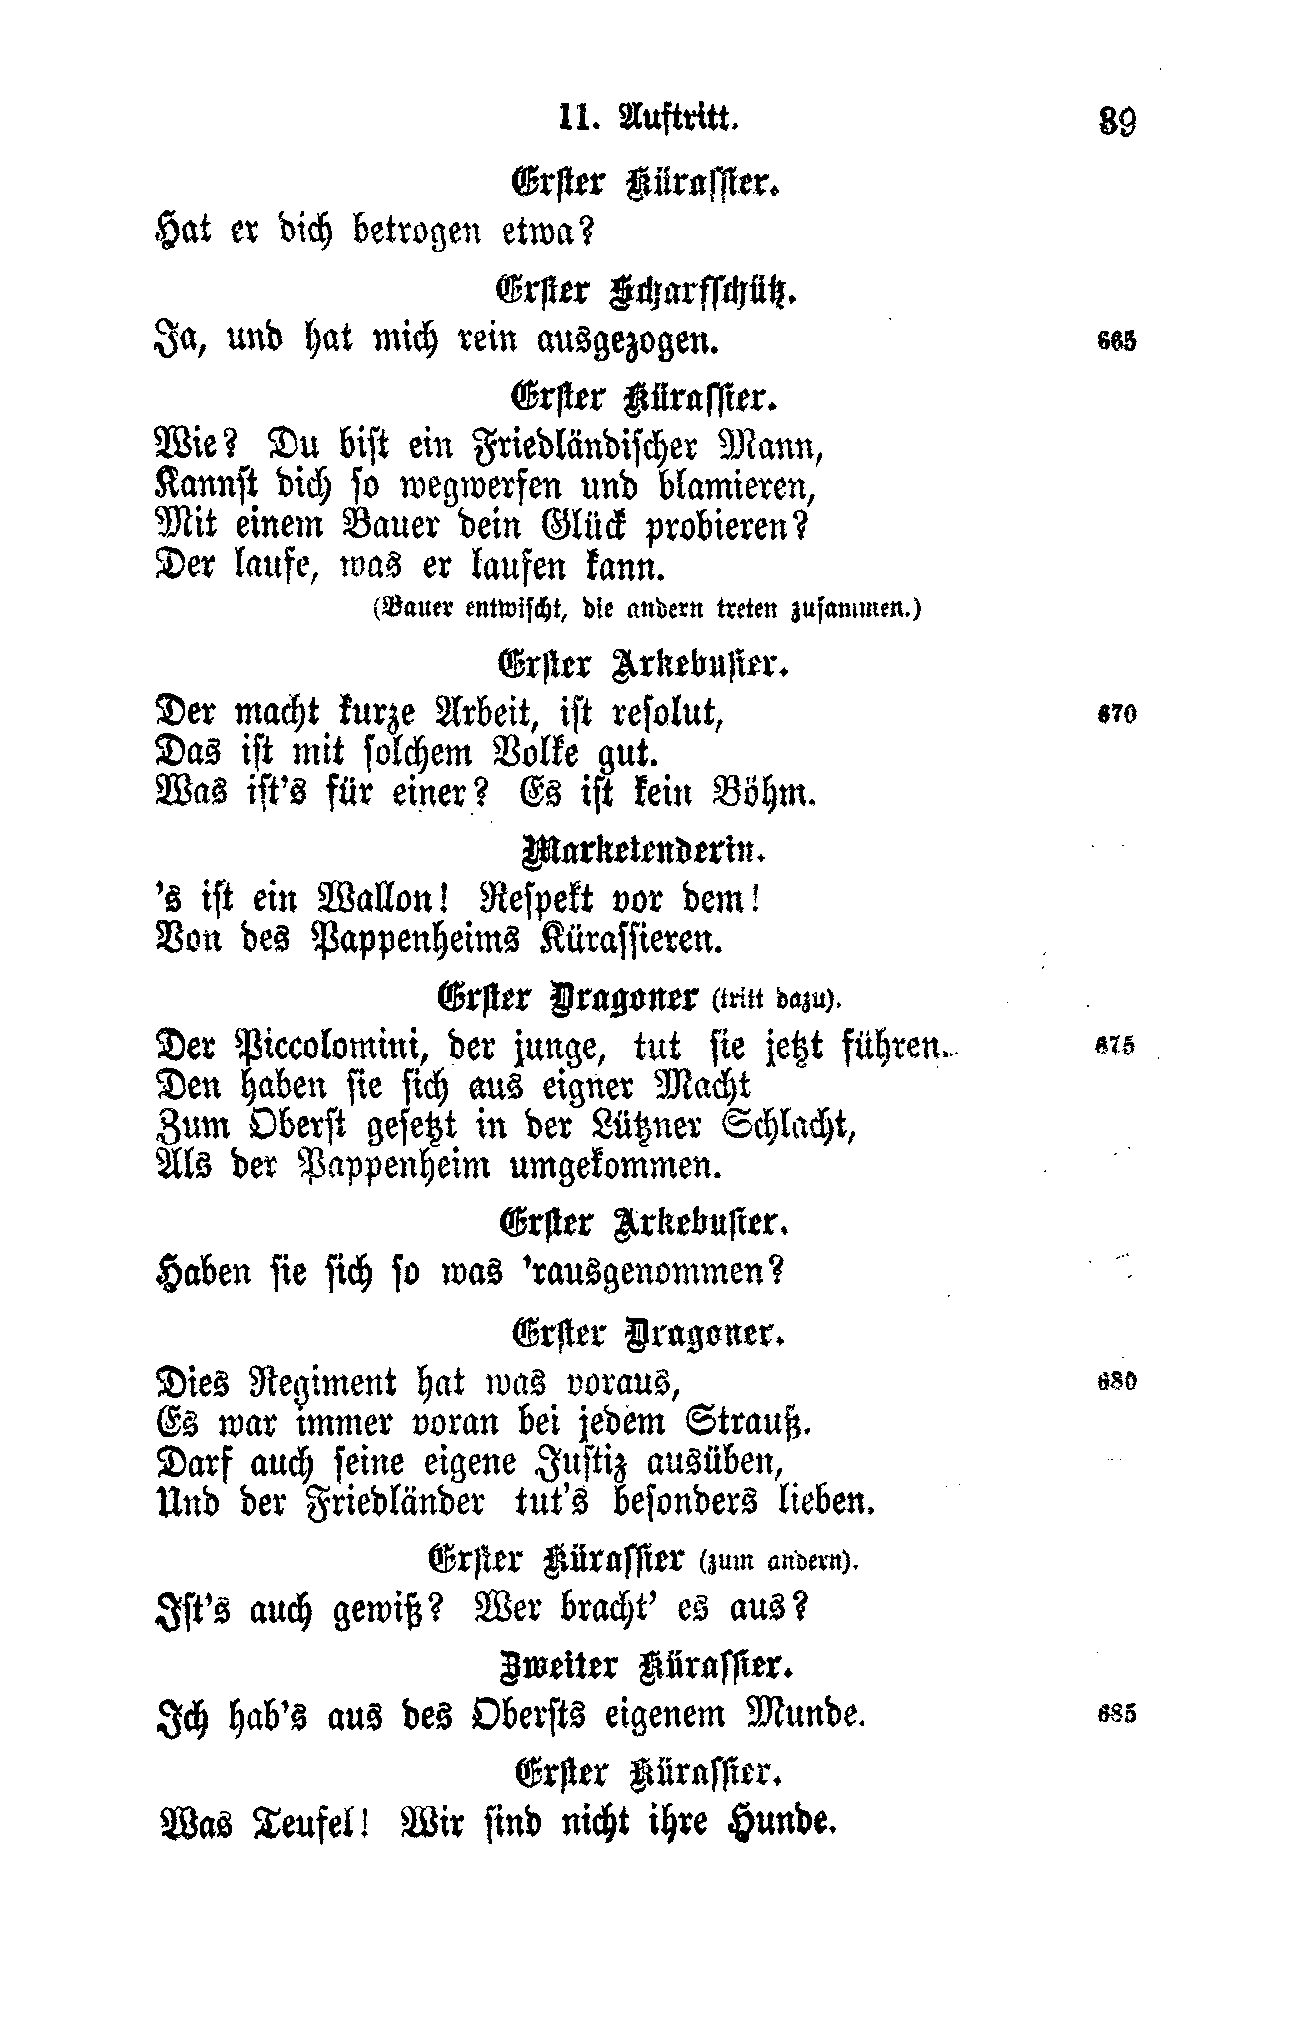 11. Auftritt. 89
Erster Kürassier.
Hat er dich betrogen etwa?
Erster Scharfschütz.
Ja, und hat mich rein ausgezogen. 665
Erster Kürassier.
Wie? Du bist ein Friedländischer Mann,
Kannst dich so wegwerfen und blamieren,
Mit einem Bauer dein Glück probieren?
Der laufe, was er laufen kann.
(Bauer entwischt, die andern treten zusammen.)
Erster Arkebusier.
Der macht kurze Arbeit, ist resolut, 670
Das ist mit solchem Volke gut.
Was ist's für einer? Es ist kein Böhm.
Marketenderin.
's ist ein Wallon! Respekt vor dem!
Von des Pappenheims Kürassieren.
Erster Dragoner (tritt dazu).
Der Piccolomini, der junge, tut sie jetzt führen. 675
Den haben sie sich aus eigner Macht
Zum Oberst gesetzt in der Lützner Schlacht,
Als der Pappenheim umgekommen.
Erster Arkebusier.
Haben sie sich so was 'rausgenommen?
Erster Dragoner.
Dies Regiment hat was voraus, 680
Es war immer voran bei jedem Strauß.
Darf auch seine eigene Justiz ausüben,
Und der Friedländer tut's besonders lieben.
Erster Kürassier (zum andern).
Ist's auch gewiß? Wer bracht' es aus?
Zweiter Kürassier.
Ich hab's aus des Obersts eigenem Munde. 685
Erster Kürassier.
Was Teufel! Wir sind nicht ihre Hunde.